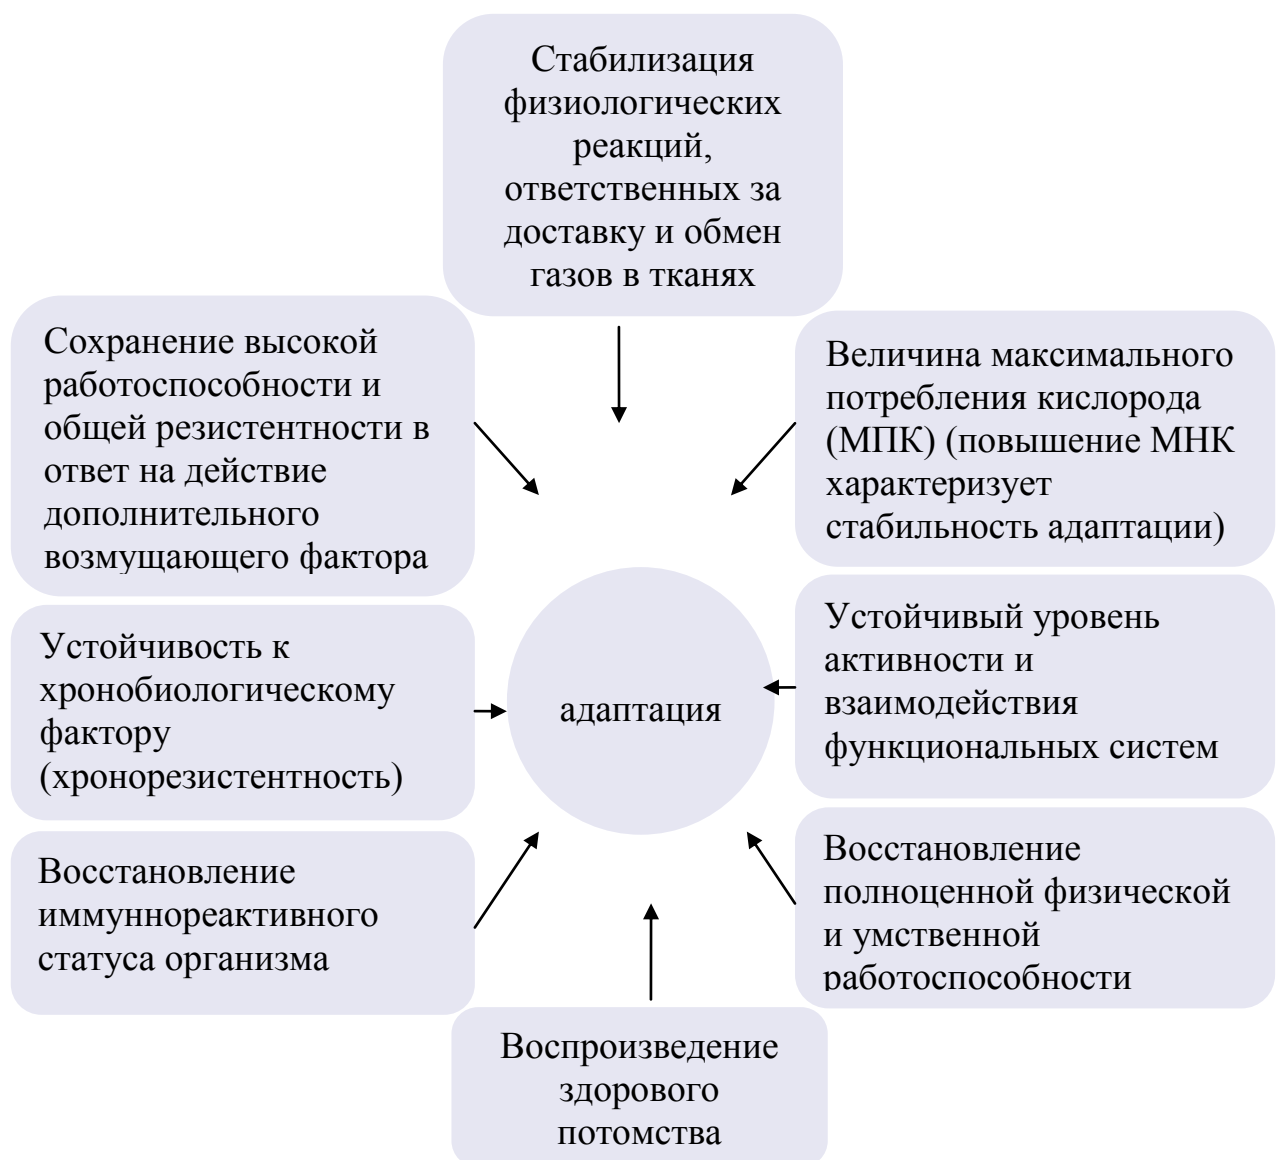 Стабилизация
физиологических
реакций,
ответственных за
доставку и обмен
газов в тканях
Сохранение высокой
работоспособности и
общей резистентности в
ответ на действие
дополнительного
возмущающего фактора
Величина максимального
потребления кислорода
(МПК) (повышение МНК
характеризует
стабильность адаптации)
Устойчивость к
хронобиологическому
фактору
(хронорезистентность)
адаптация
Устойчивый уровень
активности и
взаимодействия
функциональных систем
Восстановление
иммуннореактивного
статуса организма
Восстановление
полноценной физической
и умственной
работоспособности
Воспроизведение
здорового
потомства